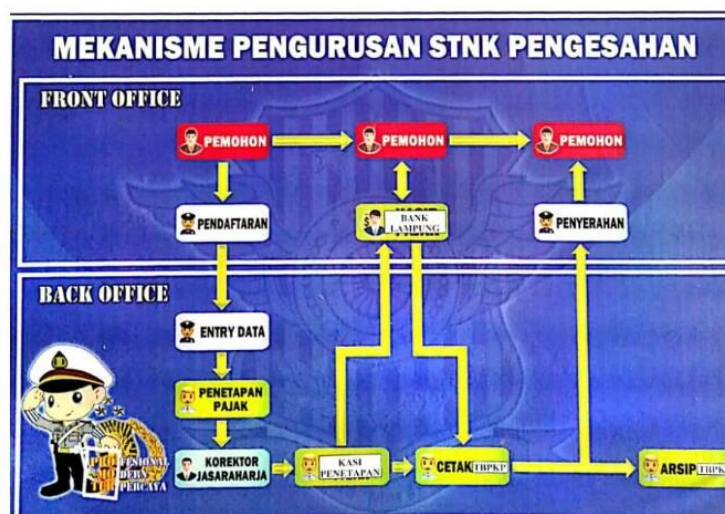 MEKANISME PENGURUSAN STNK PENGESAHAN
FRONT OFFICE
PEMOHON
PEMOHON
PEMOHON
PENDAFTARAN
BANK
LAMPUNG
PENYERAHAN
BACK OFFICE
ENTRY DATA
PENETAPAN
PAJAK
KOREKTOR
JASARAHARJA
KASI
PENETAPAN
CETAK TBPKP
ARSIP TBPK
PROFESIONAL
MODERN
TERPERCAYA